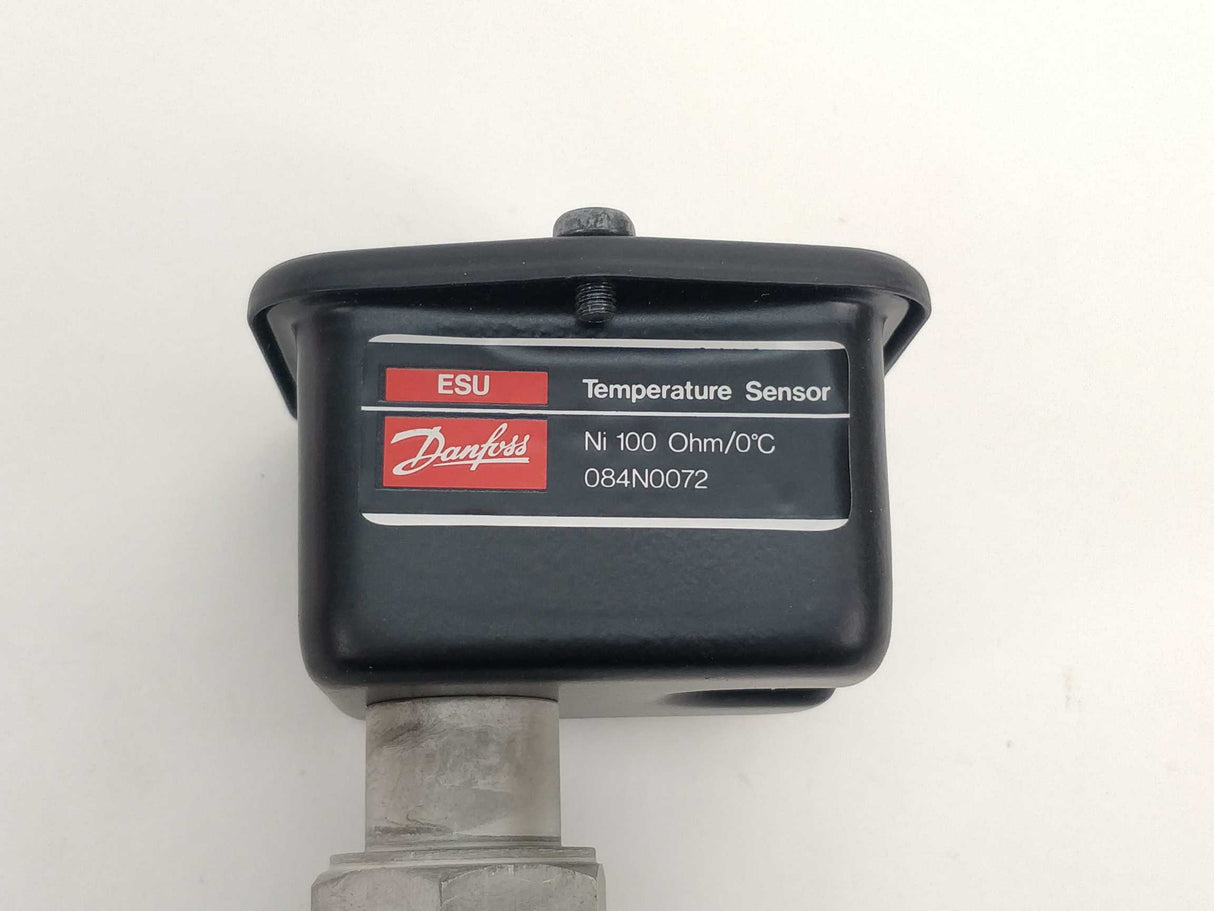 ESU Temperature Sensor
Danfoss Ni 100 Ohm/0°C
084N0072